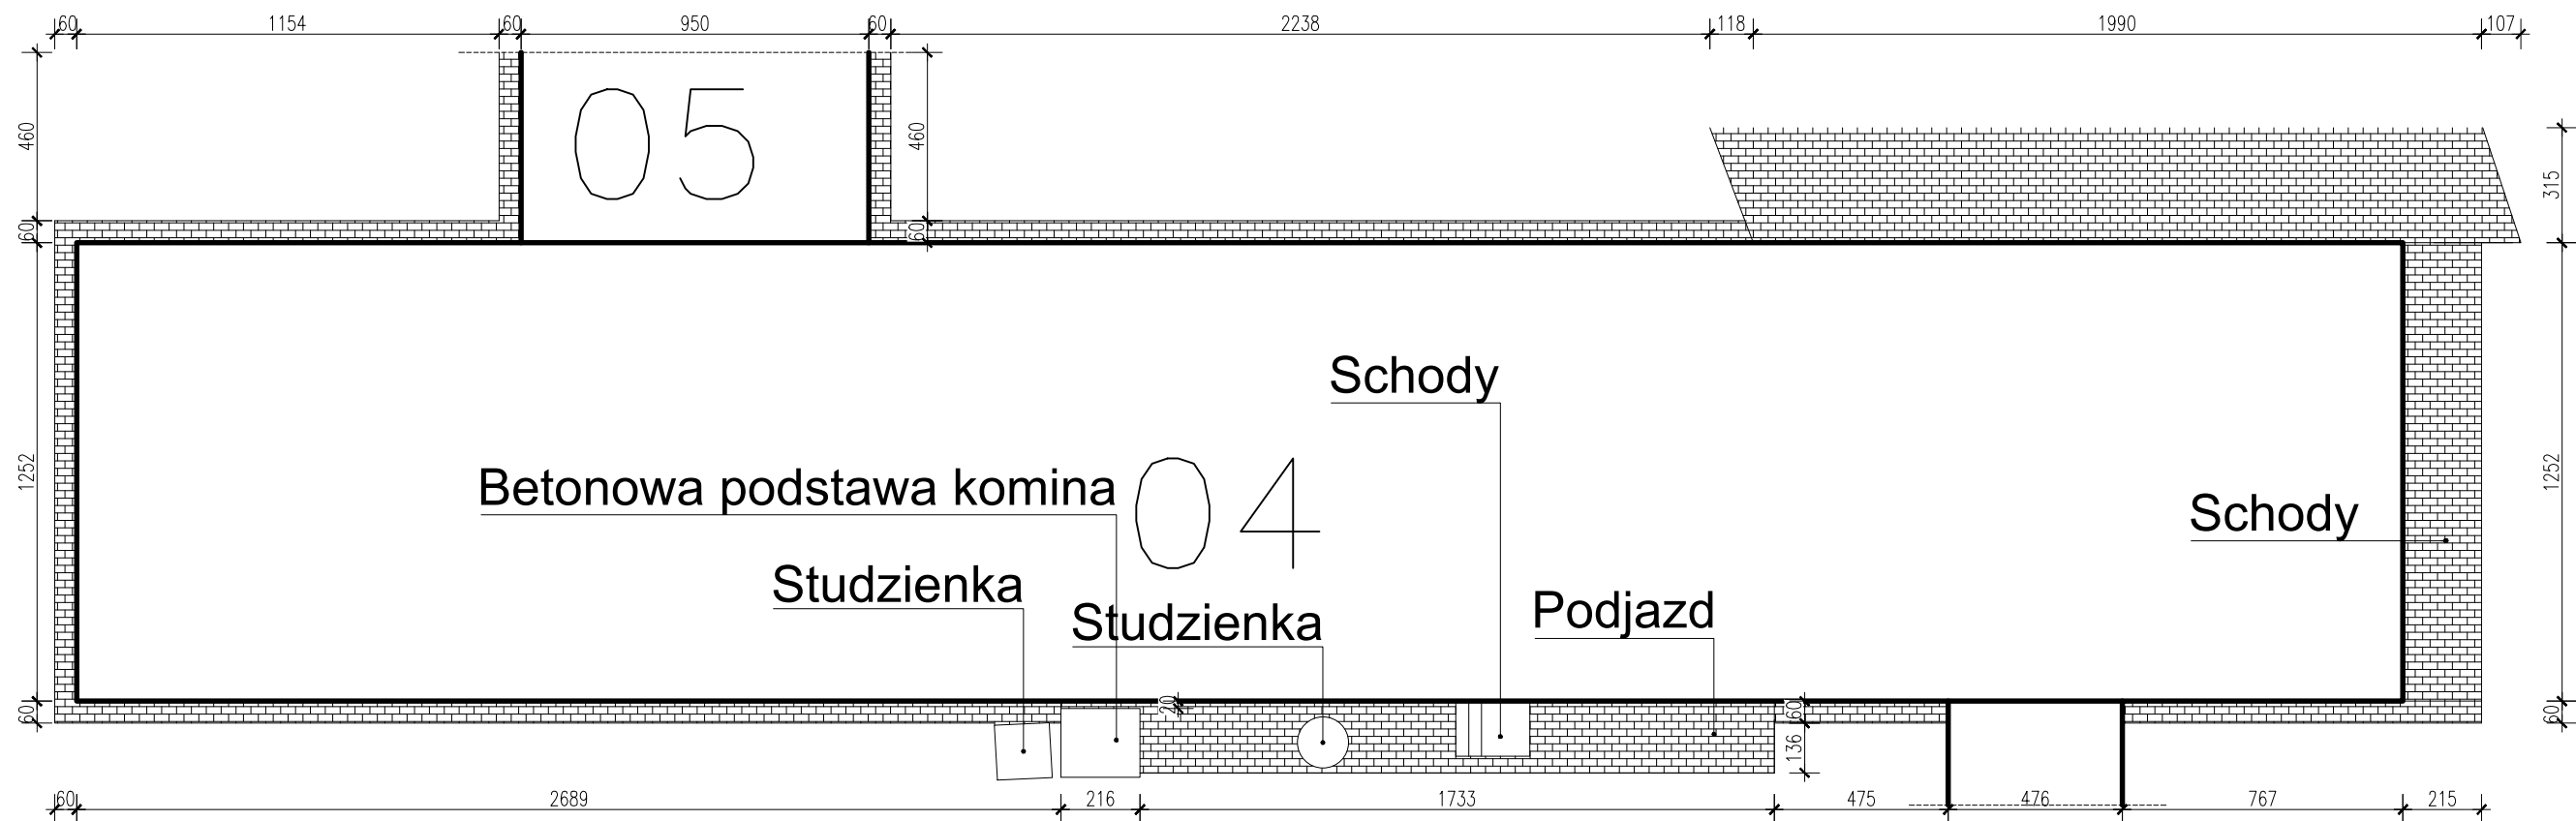 60 1154 60 950 60 2238 118 1990 107
05
460 460 315
60 60
Schody
1252 1252
Betonowa podstawa komina 04
Schody
Studzienka
Studzienka Podjazd
60 20 60 60
136
60 2689 216 1733 475 476 767 215